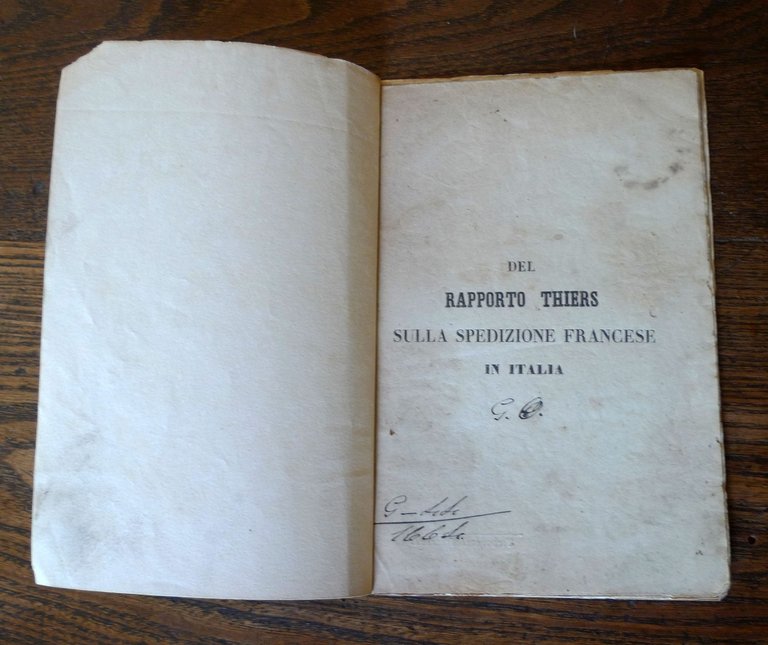 DEL
RAPPORTO THIERS
SULLA SPEDIZIONE FRANCESE
IN ITALIA
G. O.